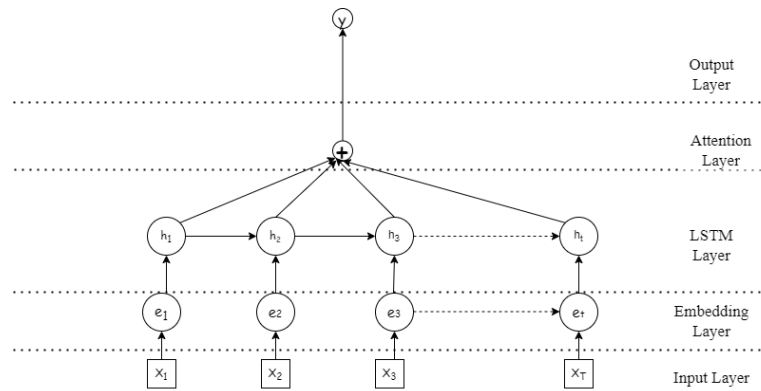 y
Output
Layer
+
Attention
Layer
h₁ h₂ h₃ hₜ
LSTM
Layer
e₁ e₂ e₃ eₜ
Embedding
Layer
X₁ X₂ X₃ X_T
Input Layer